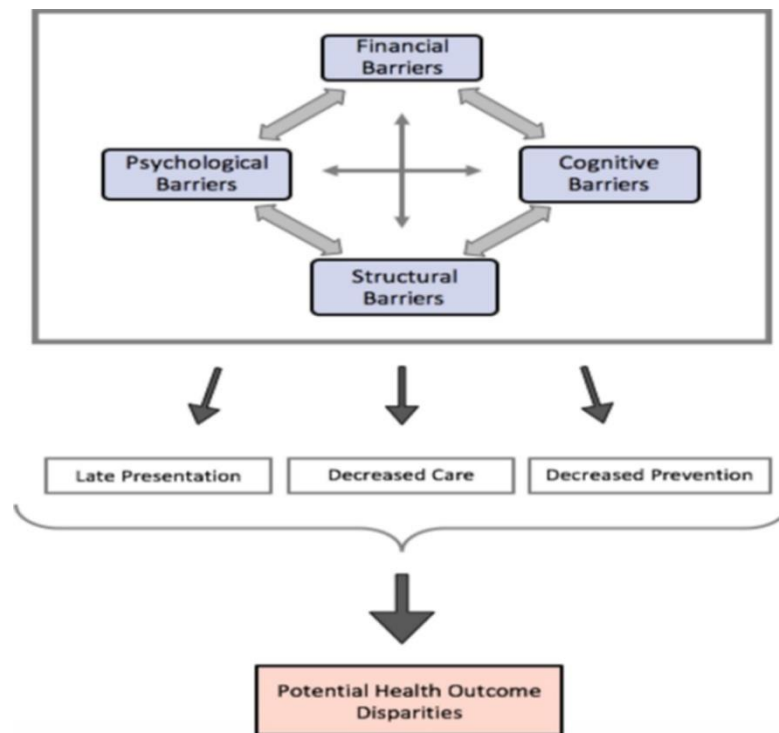 Financial
Barriers
Psychological
Barriers
Cognitive
Barriers
Structural
Barriers
Late Presentation
Decreased Care
Decreased Prevention
Potential Health Outcome
Disparities